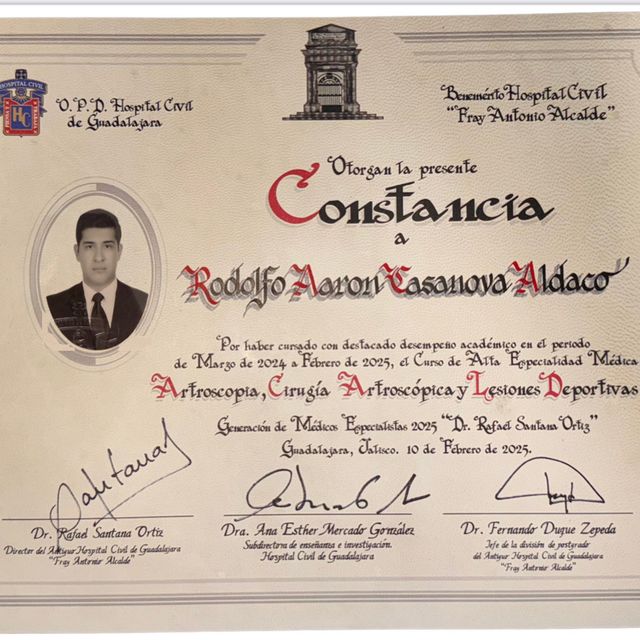 HOSPITAL CIVIL
HC
O.P.D. Hospital Civil
de Guadalajara
Benemérito Hospital Civil
"Fray Antonio Alcalde"
Otorgan la presente
Constancia
a
Rodolfo Aaron Casanova Aldaco
Por haber cursado con destacado desempeño académico en el periodo
de Marzo de 2024 a Febrero de 2025, el Curso de Alta Especialidad Médica
Artroscopia, Cirugía Artroscópica y Lesiones Deportivas
Generación de Médicos Especialistas 2025 "Dr. Rafael Santana Ortiz"
Guadalajara, Jalisco. 10 de Febrero de 2025.
Dr. Rafael Santana Ortiz
Director del Antiguo Hospital Civil de Guadalajara
"Fray Antonio Alcalde"
Dra. Ana Esther Mercado González
Subdirectora de enseñanza e investigación.
Hospital Civil de Guadalajara
Dr. Fernando Duque Zepeda
Jefe de la división de postgrado
del Antiguo Hospital Civil de Guadalajara
"Fray Antonio Alcalde"